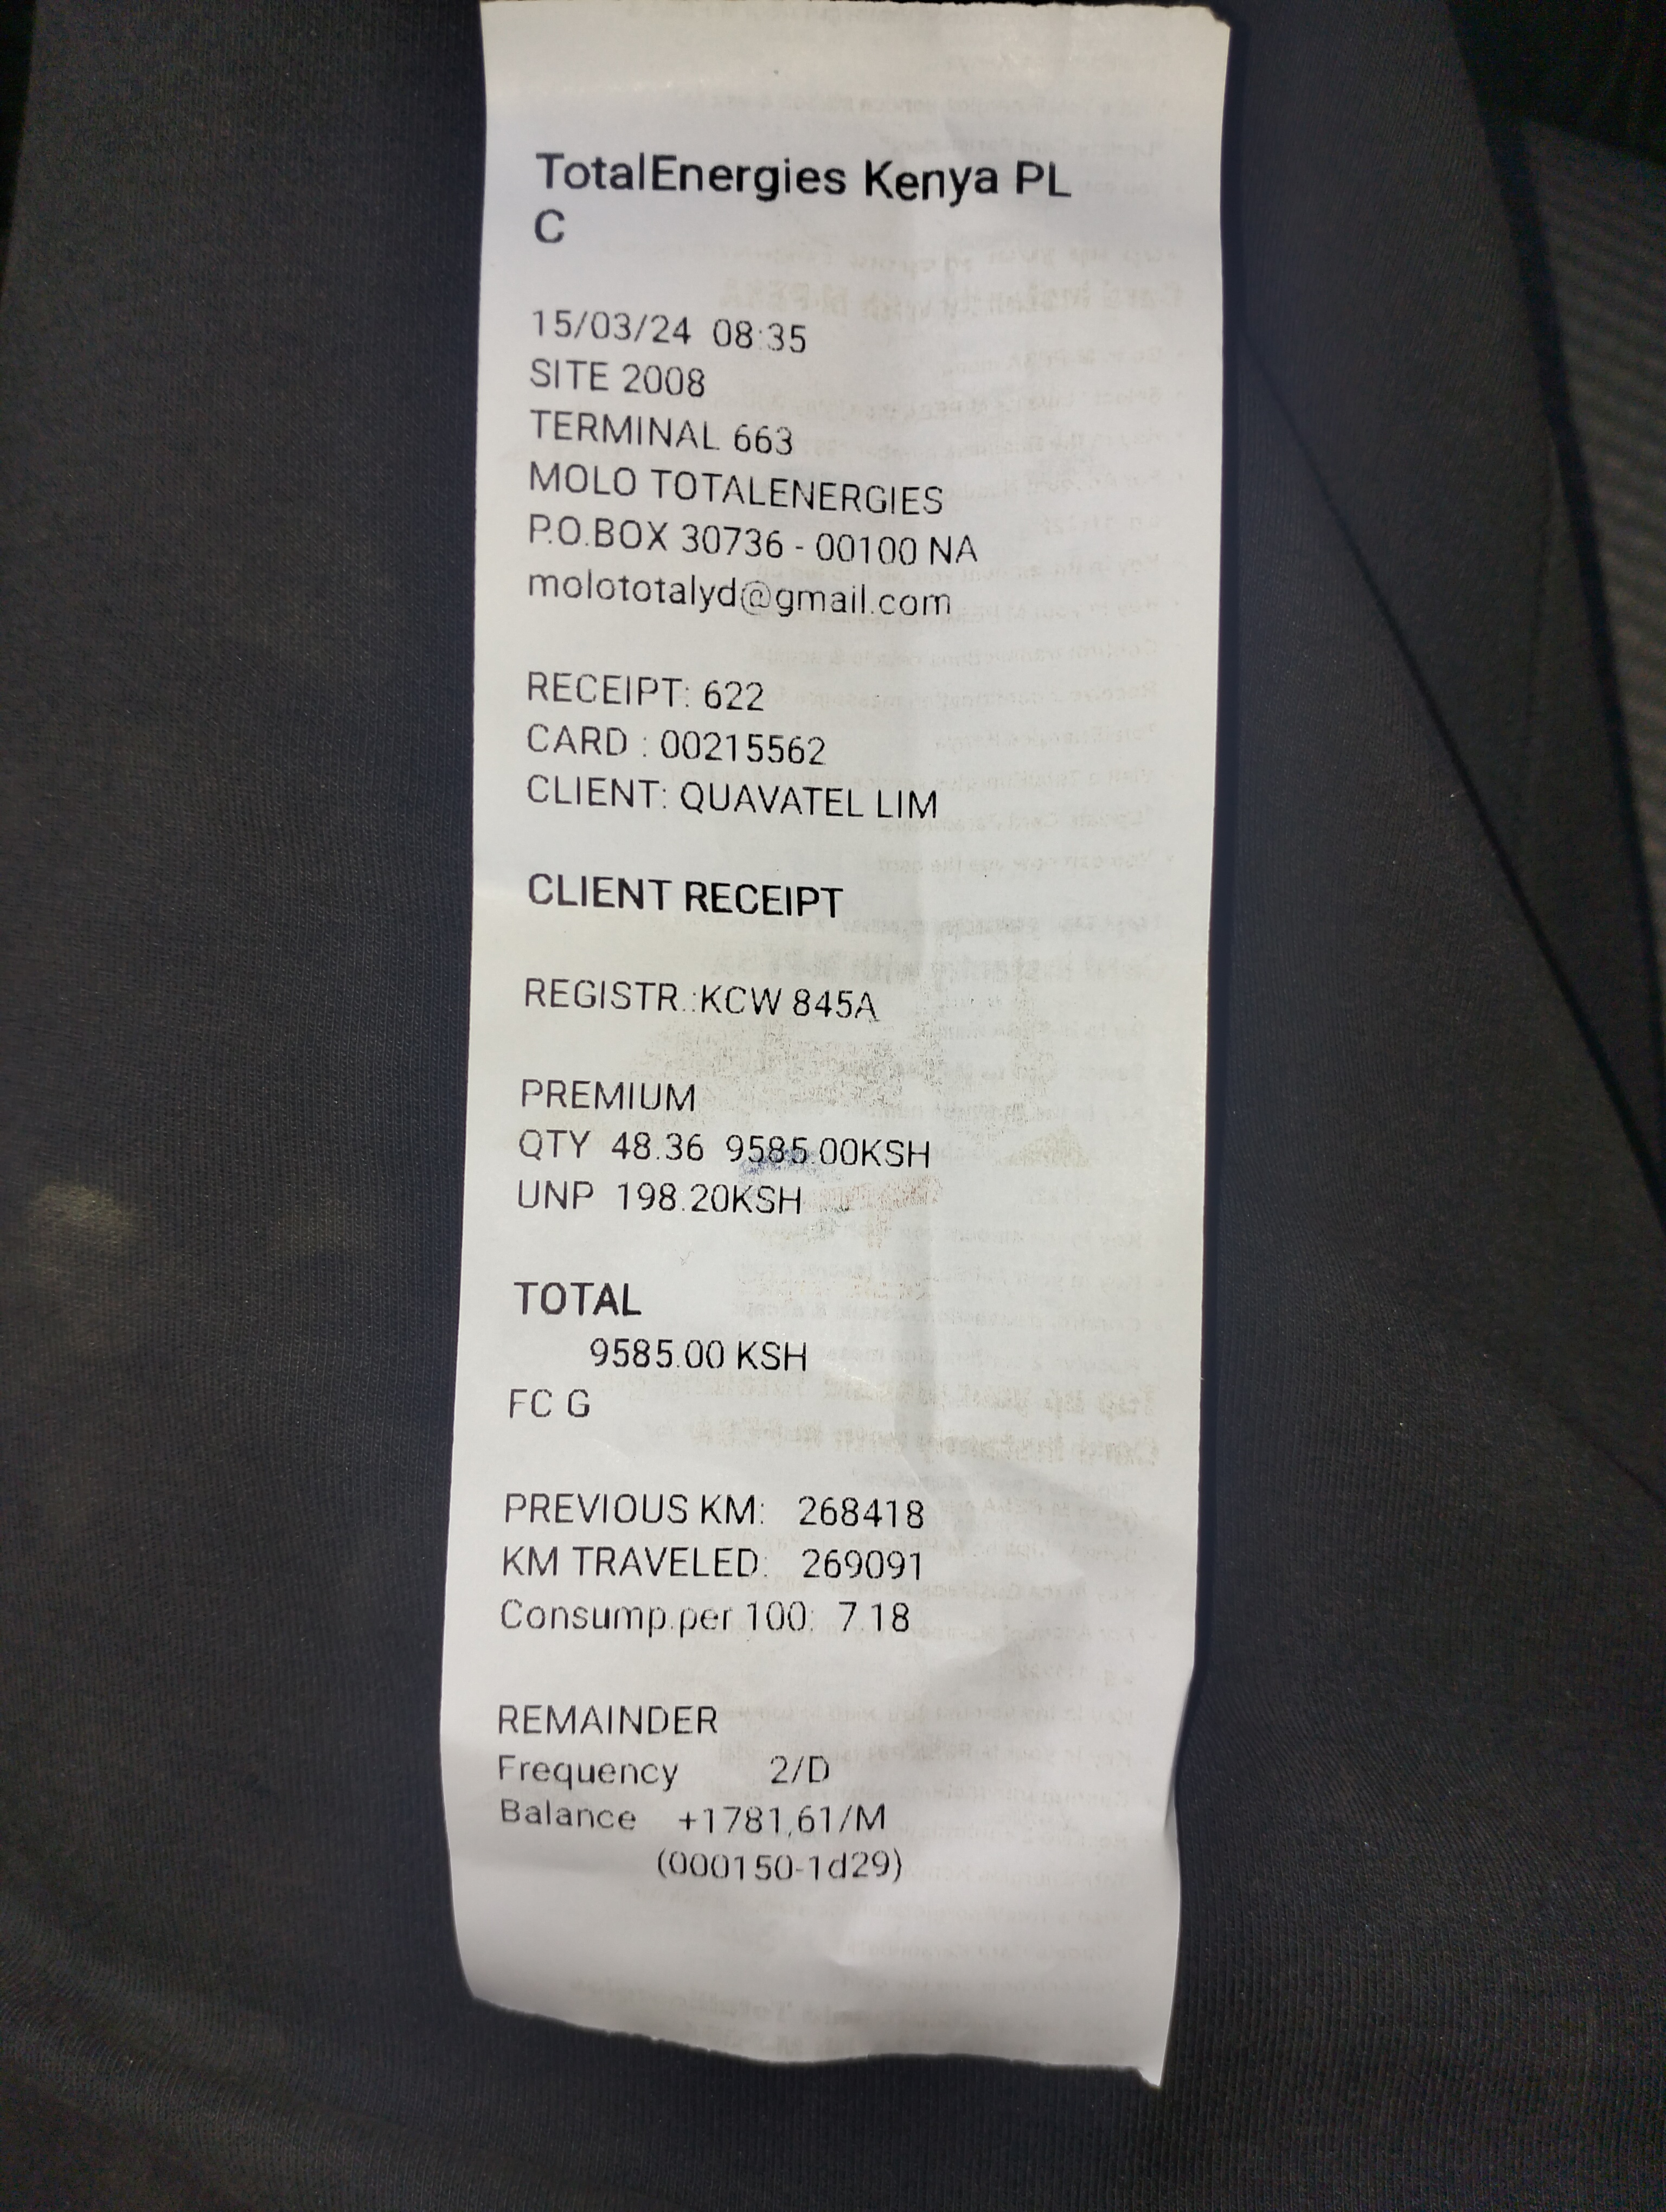 TotalEnergies Kenya PL
C
15/03/24 08:35
SITE 2008
TERMINAL 663
MOLO TOTALENERGIES
P.O.BOX 30736 - 00100 NA
molototalyd@gmail.com
RECEIPT: 622
CARD : 00215562
CLIENT: QUAVATEL LIM
CLIENT RECEIPT
REGISTR.:KCW 845A
PREMIUM
QTY 48.36 9585.00KSH
UNP 198.20KSH
TOTAL
9585.00 KSH
FC G
PREVIOUS KM: 268418
KM TRAVELED: 269091
Consump.per 100: 7.18
REMAINDER
Frequency 2/D
Balance +1781,61/M
(000150-1d29)